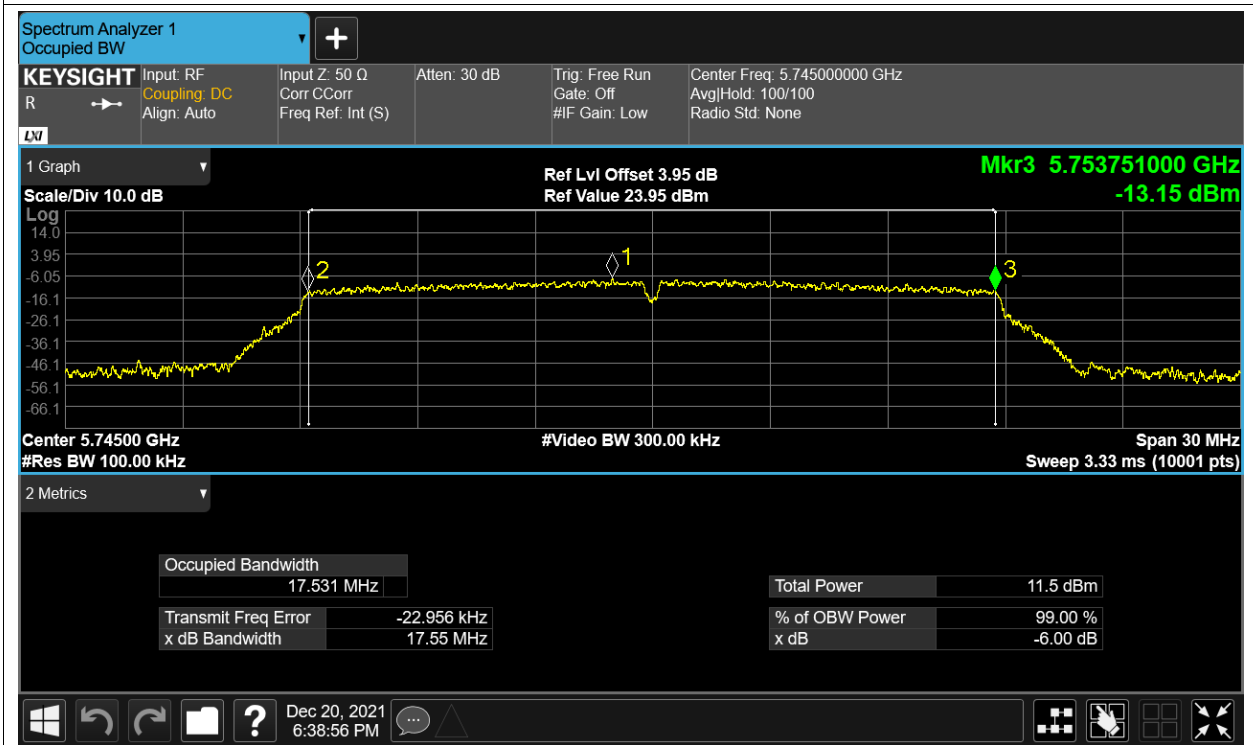 Spectrum Analyzer 1
Occupied BW
KEYSIGHT
R
LXI
Input: RF
Coupling: DC
Align: Auto
Input Z: 50 Ω
Corr CCorr
Freq Ref: Int (S)
Atten: 30 dB
Trig: Free Run
Gate: Off
#IF Gain: Low
Center Freq: 5.745000000 GHz
Avg|Hold: 100/100
Radio Std: None
1 Graph
Scale/Div 10.0 dB
Ref Lvl Offset 3.95 dB
Ref Value 23.95 dBm
Mkr3 5.753751000 GHz
-13.15 dBm
Log
14.0
3.95
-6.05
-16.1
-26.1
-36.1
-46.1
-56.1
-66.1
2
1
3
Center 5.74500 GHz
#Res BW 100.00 kHz
#Video BW 300.00 kHz
Span 30 MHz
Sweep 3.33 ms (10001 pts)
2 Metrics
Occupied Bandwidth
17.531 MHz
Transmit Freq Error -22.956 kHz
x dB Bandwidth 17.55 MHz
Total Power 11.5 dBm
% of OBW Power 99.00 %
x dB -6.00 dB
?
Dec 20, 2021
6:38:56 PM